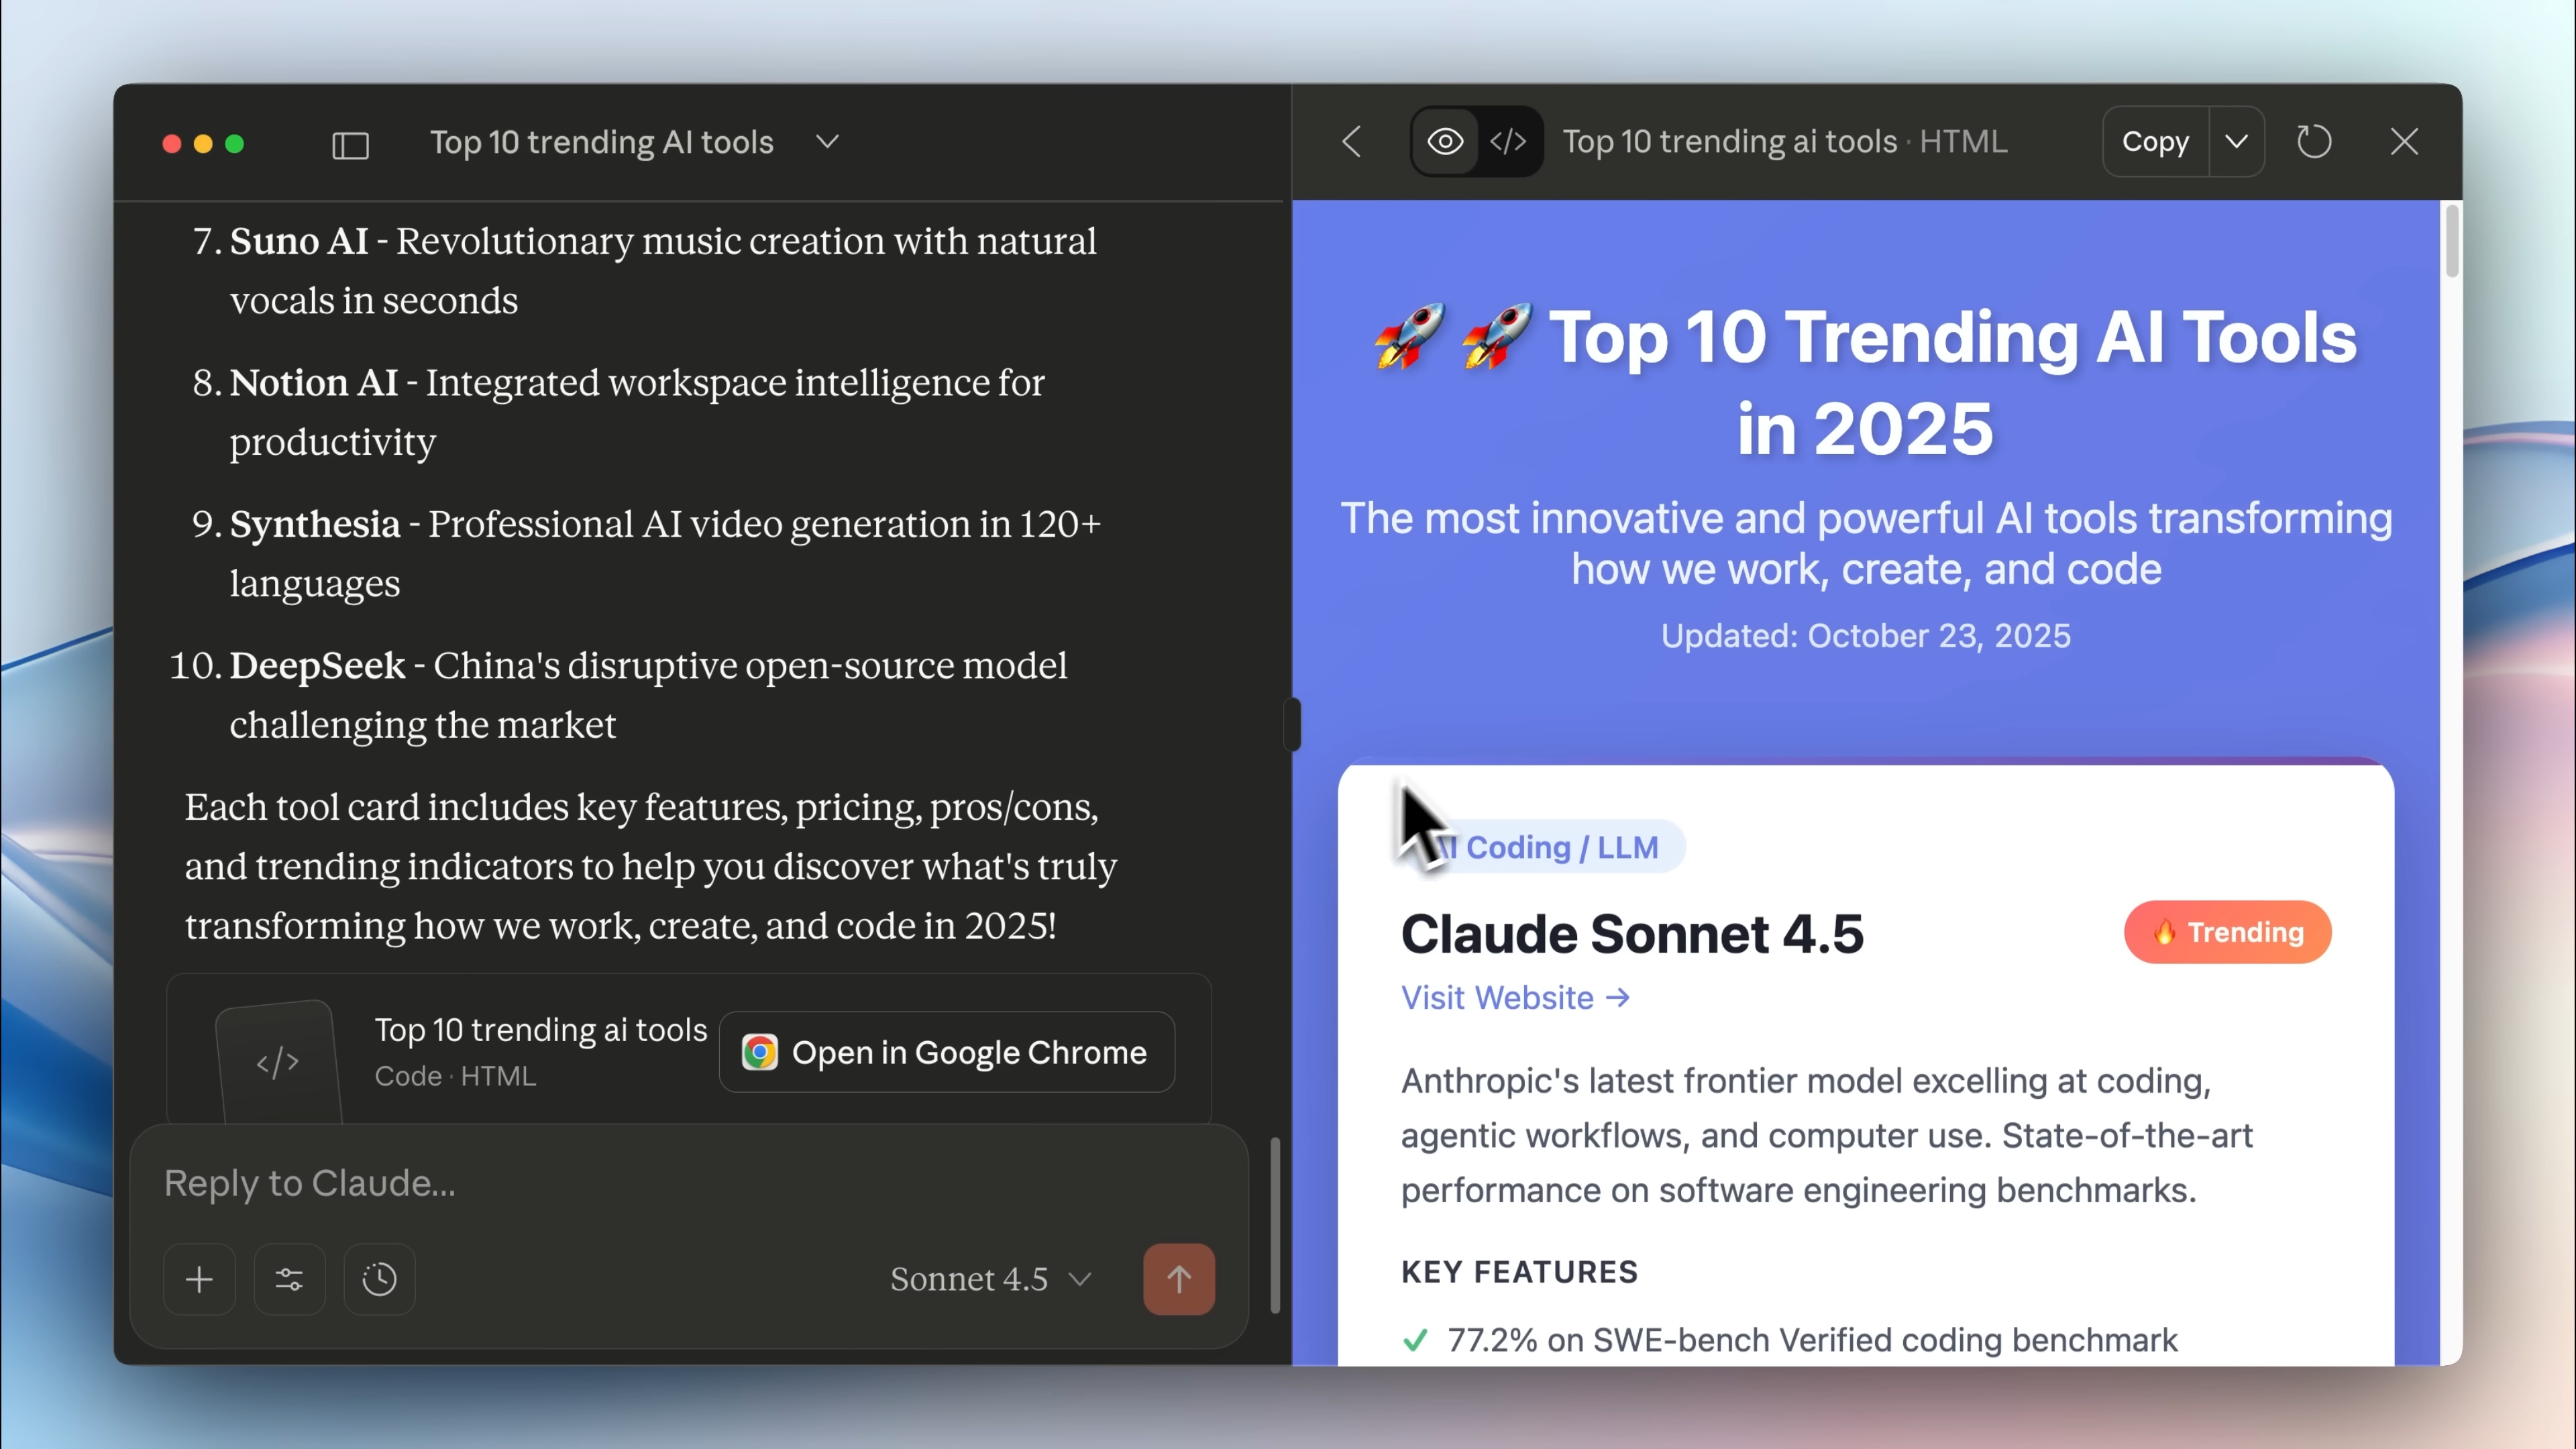 Top 10 trending AI tools
7. Suno AI - Revolutionary music creation with natural
vocals in seconds
8. Notion AI - Integrated workspace intelligence for
productivity
9. Synthesia - Professional AI video generation in 120+
languages
10. DeepSeek - China's disruptive open-source model
challenging the market
Each tool card includes key features, pricing, pros/cons,
and trending indicators to help you discover what's truly
transforming how we work, create, and code in 2025!
Top 10 trending ai tools
Code · HTML
Open in Google Chrome
Reply to Claude...
Sonnet 4.5
Top 10 trending ai tools · HTML
Copy
🚀 🚀 Top 10 Trending AI Tools
in 2025
The most innovative and powerful AI tools transforming
how we work, create, and code
Updated: October 23, 2025
AI Coding / LLM
Claude Sonnet 4.5
🔥 Trending
Visit Website →
Anthropic's latest frontier model excelling at coding,
agentic workflows, and computer use. State-of-the-art
performance on software engineering benchmarks.
KEY FEATURES
✓ 77.2% on SWE-bench Verified coding benchmark